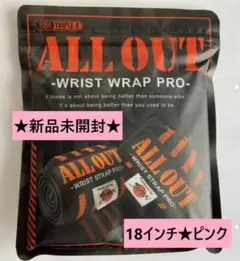 ALL OUT
-WRIST WRAP PRO-
Fitness is not about being better than someone else.
It's about being better than you used to be.
★新品未開封★
ALL OUT
-WRIST STRAP PRO-
18インチ★ピンク